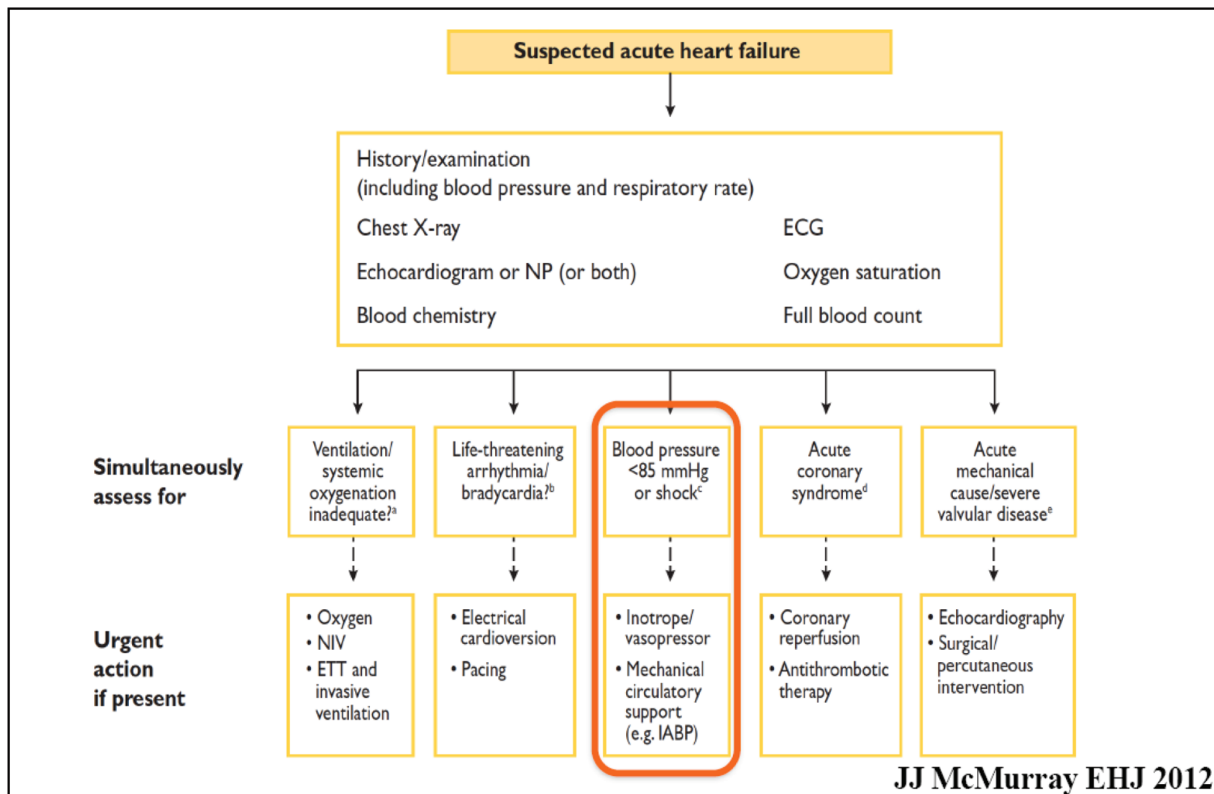 Suspected acute heart failure
History/examination
(including blood pressure and respiratory rate)
Chest X-ray
ECG
Echocardiogram or NP (or both)
Oxygen saturation
Blood chemistry
Full blood count
Simultaneously
assess for
Ventilation/
systemic
oxygenation
inadequate?a
Life-threatening
arrhythmia/
bradycardia?b
Blood pressure
<85 mmHg
or shockc
Acute
coronary
syndromed
Acute
mechanical
cause/severe
valvular diseasee
Urgent
action
if present
• Oxygen
• NIV
• ETT and
invasive
ventilation
• Electrical
cardioversion
• Pacing
• Inotrope/
vasopressor
• Mechanical
circulatory
support
(e.g. IABP)
• Coronary
reperfusion
• Antithrombotic
therapy
• Echocardiography
• Surgical/
percutaneous
intervention
JJ McMurray EHJ 2012